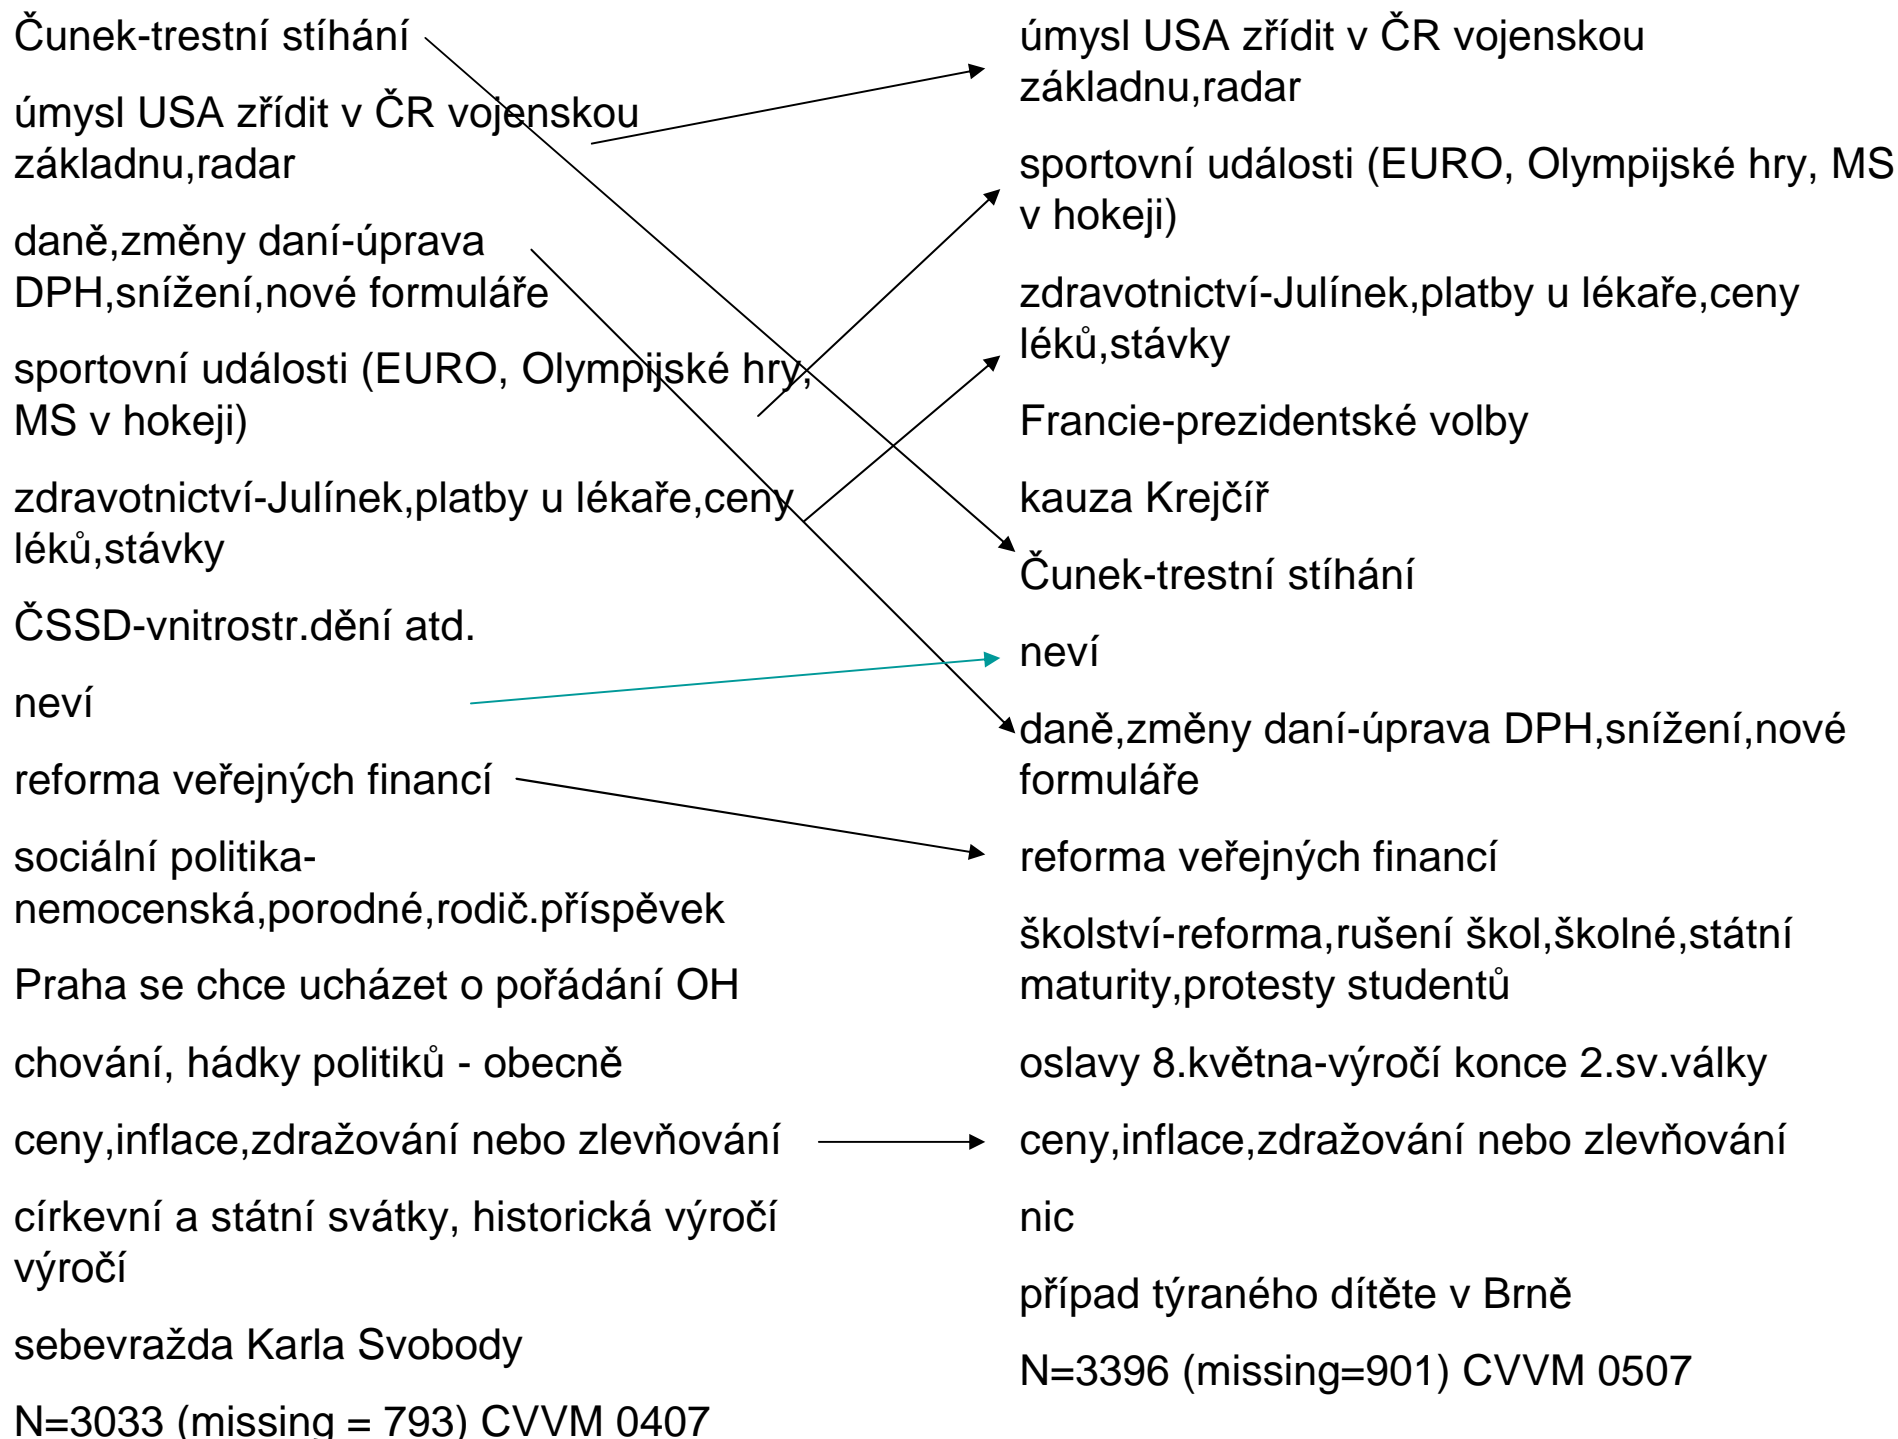 Čunek-trestní stíhání
úmysl USA zřídit v ČR vojenskou
základnu,radar
daně,změny daní-úprava
DPH,snížení,nové formuláře
sportovní události (EURO, Olympijské hry,
MS v hokeji)
zdravotnictví-Julínek,platby u lékaře,ceny
léků,stávky
ČSSD-vnitrostr.dění atd.
neví
reforma veřejných financí
sociální politika-
nemocenská,porodné,rodič.příspěvek
Praha se chce ucházet o pořádání OH
chování, hádky politiků - obecně
ceny,inflace,zdražování nebo zlevňování
církevní a státní svátky, historická výročí
výročí
sebevražda Karla Svobody
N=3033 (missing = 793) CVVM 0407
úmysl USA zřídit v ČR vojenskou
základnu,radar
sportovní události (EURO, Olympijské hry, MS
v hokeji)
zdravotnictví-Julínek,platby u lékaře,ceny
léků,stávky
Francie-prezidentské volby
kauza Krejčíř
Čunek-trestní stíhání
neví
daně,změny daní-úprava DPH,snížení,nové
formuláře
reforma veřejných financí
školství-reforma,rušení škol,školné,státní
maturity,protesty studentů
oslavy 8.května-výročí konce 2.sv.války
ceny,inflace,zdražování nebo zlevňování
nic
případ týraného dítěte v Brně
N=3396 (missing=901) CVVM 0507